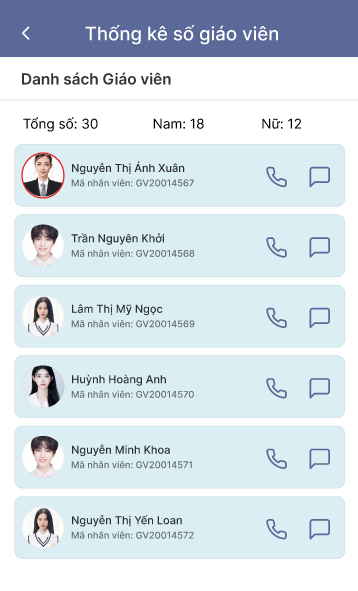 Thống kê số giáo viên
Danh sách Giáo viên
Tổng số: 30 Nam: 18 Nữ: 12
Nguyễn Thị Ánh Xuân
Mã nhân viên: GV20014567
Trần Nguyên Khởi
Mã nhân viên: GV20014568
Lâm Thị Mỹ Ngọc
Mã nhân viên: GV20014569
Huỳnh Hoàng Anh
Mã nhân viên: GV20014570
Nguyễn Minh Khoa
Mã nhân viên: GV20014571
Nguyễn Thị Yến Loan
Mã nhân viên: GV20014572